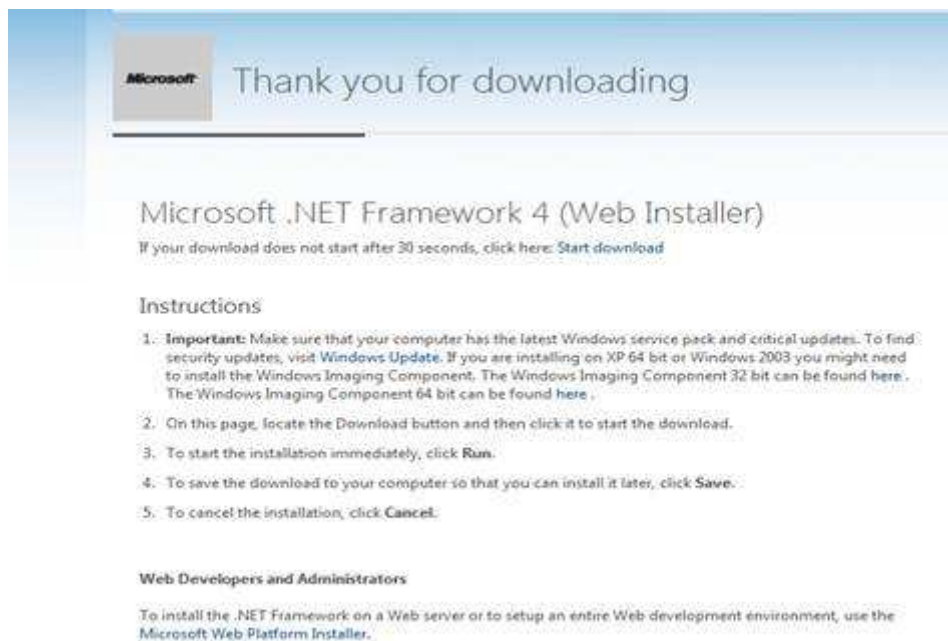 Microsoft
Thank you for downloading
Microsoft .NET Framework 4 (Web Installer)
If your download does not start after 30 seconds, click here: Start download
Instructions
1. Important: Make sure that your computer has the latest Windows service pack and critical updates. To find
security updates, visit Windows Update. If you are installing on XP 64 bit or Windows 2003 you might need
to install the Windows Imaging Component. The Windows Imaging Component 32 bit can be found here .
The Windows Imaging Component 64 bit can be found here .
2. On this page, locate the Download button and then click it to start the download.
3. To start the installation immediately, click Run.
4. To save the download to your computer so that you can install it later, click Save.
5. To cancel the installation, click Cancel.
Web Developers and Administrators
To install the .NET Framework on a Web server or to setup an entire Web development environment, use the
Microsoft Web Platform Installer.